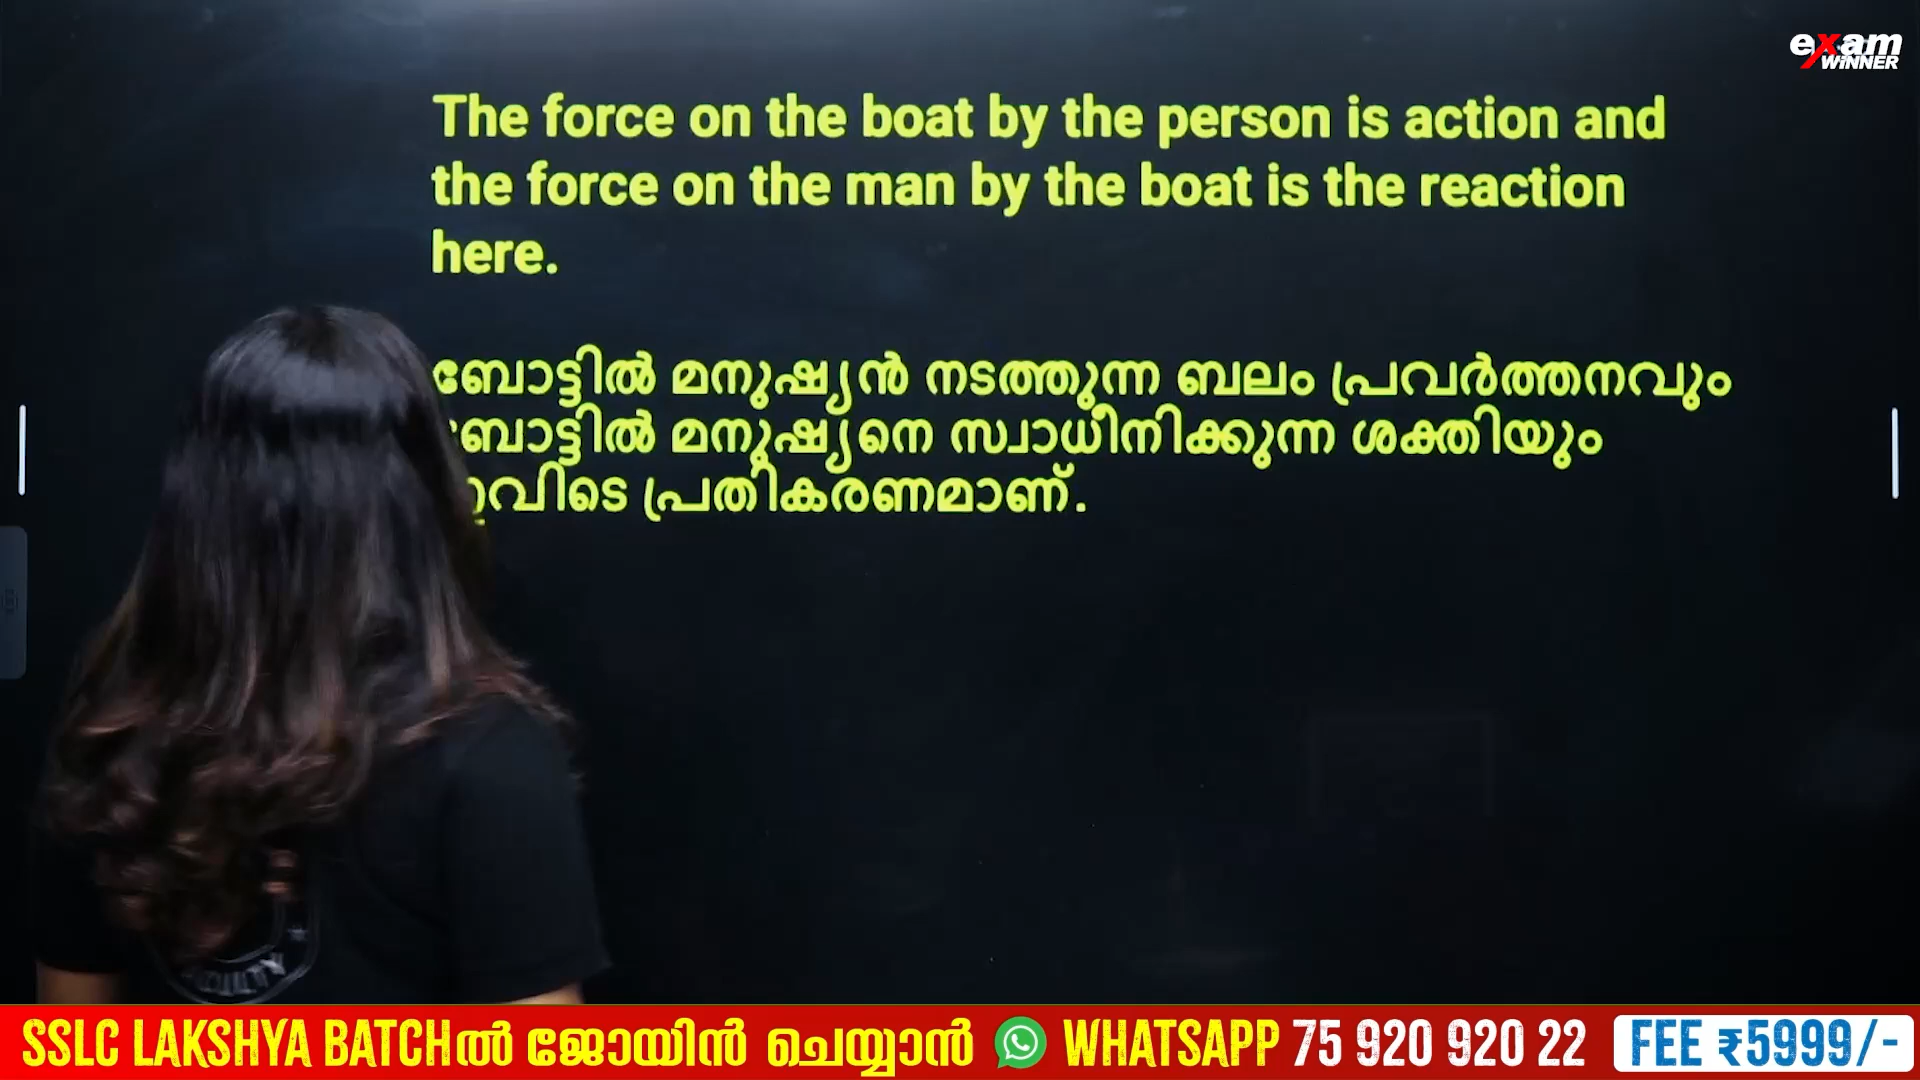 exam
WINNER
The force on the boat by the person is action and
the force on the man by the boat is the reaction
here.
ബോട്ടിൽ മനുഷ്യൻ നടത്തുന്ന ബലം പ്രവർത്തനവും
ബോട്ടിൽ മനുഷ്യനെ സ്വാധീനിക്കുന്ന ശക്തിയും
പ്രതികരണമാണ്.
SSLC LAKSHYA BATCHൽ ജോയിൻ ചെയ്യാൻ WHATSAPP 75 920 920 22 FEE ₹5999/-